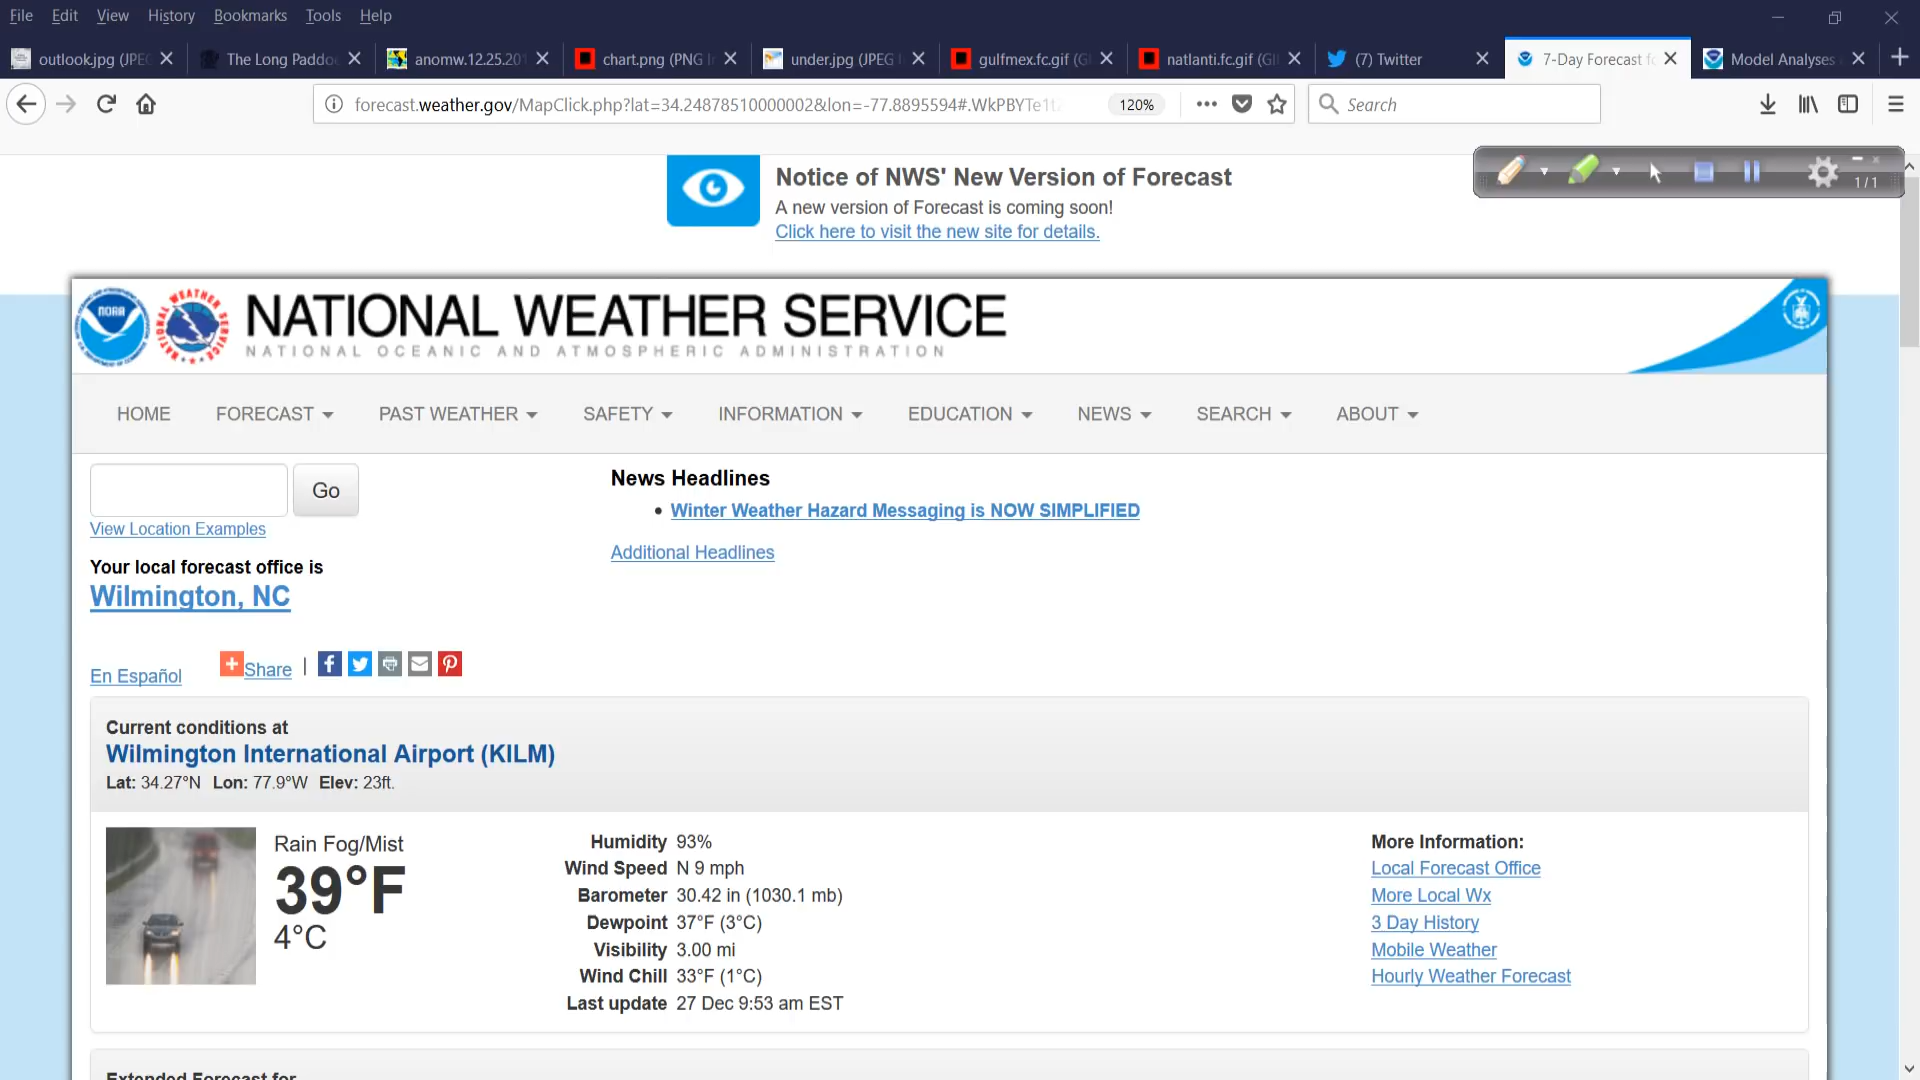 File Edit View History Bookmarks Tools Help
outlook.jpg (JPEG The Long Paddo anomw.12.25.201 chart.png (PNG I under.jpg (JPEG I gulfmex.fc.gif (G natlanti.fc.gif (GI (7) Twitter 7-Day Forecast fo Model Analyses
forecast.weather.gov/MapClick.php?lat=34.24878510000002&lon=-77.8895594#.WkPBYTe1t 120% Search
Notice of NWS' New Version of Forecast
A new version of Forecast is coming soon!
Click here to visit the new site for details.
1/1
NOAA
WEATHER
SERVICE
NATIONAL WEATHER SERVICE
NATIONAL OCEANIC AND ATMOSPHERIC ADMINISTRATION
HOME FORECAST PAST WEATHER SAFETY INFORMATION EDUCATION NEWS SEARCH ABOUT
Go
View Location Examples
News Headlines
• Winter Weather Hazard Messaging is NOW SIMPLIFIED
Additional Headlines
Your local forecast office is
Wilmington, NC
En Español Share |
Current conditions at
Wilmington International Airport (KILM)
Lat: 34.27°N Lon: 77.9°W Elev: 23ft.
Rain Fog/Mist
39°F
4°C
Humidity 93%
Wind Speed N 9 mph
Barometer 30.42 in (1030.1 mb)
Dewpoint 37°F (3°C)
Visibility 3.00 mi
Wind Chill 33°F (1°C)
Last update 27 Dec 9:53 am EST
More Information:
Local Forecast Office
More Local Wx
3 Day History
Mobile Weather
Hourly Weather Forecast
Extended Forecast for